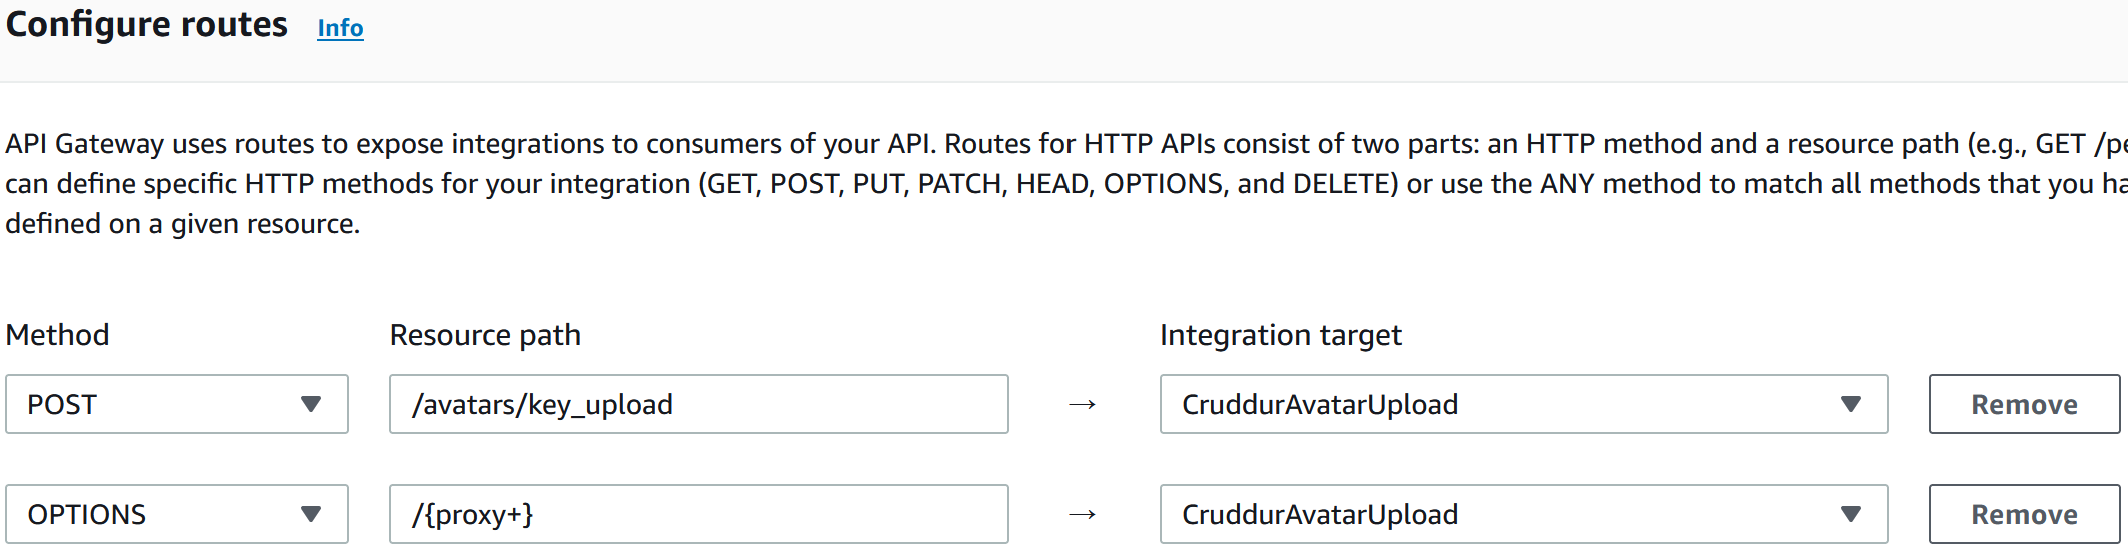 Configure routes Info
API Gateway uses routes to expose integrations to consumers of your API. Routes for HTTP APIs consist of two parts: an HTTP method and a resource path (e.g., GET
can define specific HTTP methods for your integration (GET, POST, PUT, PATCH, HEAD, OPTIONS, and DELETE) or use the ANY method to match all methods that you
defined on a given resource.
Method Resource path Integration target
POST /avatars/key_upload → CruddurAvatarUpload Remove
OPTIONS /{proxy+} → CruddurAvatarUpload Remove